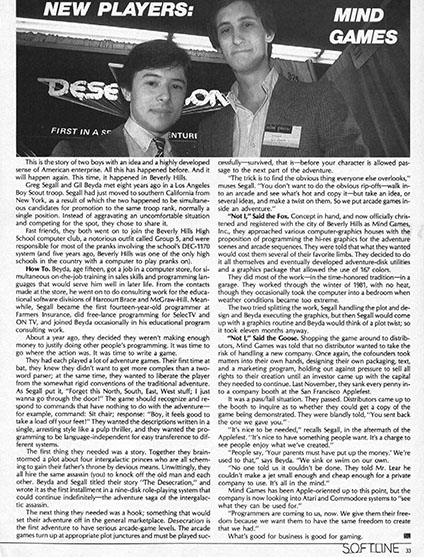 NEW PLAYERS:
MIND
GAMES
FIRST IN A
This is the story of two boys with an idea and a highly developed
sense of American enterprise. All this has happened before. And it
will happen again. This time, it happened in Beverly Hills.
Greg Segall and Gil Beyda met eight years ago in a Los Angeles
Boy Scout troop. Segall had just moved to southern California from
New York, as a result of which the two happened to be simultane-
ous candidates for promotion to the same troop rank, normally a
single position. Instead of aggravating an uncomfortable situation
and competing for the spot, they chose to share it.
Fast friends, they both went on to join the Beverly Hills High
School computer club, a notorious outfit called Group 5, and were
responsible for most of the pranks involving the school's DEC-1170
system (and five years ago, Beverly Hills was one of the only high
schools in the country with a computer to play pranks on).
How To. Beyda, age fifteen, got a job in a computer store, for si-
multaneous on-the-job training in sales skills and programming lan-
guages that would serve him well in later life. From the contacts
made at the store, he went on to do consulting work for the educa-
tional software divisions of Harcourt Brace and McGraw-Hill. Mean-
while, Segall became the first fourteen-year-old programmer at
Farmers Insurance, did free-lance programming for SelecTV and
ON TV, and joined Beyda occasionally in his educational program
consulting work.
About a year ago, they decided they weren't making enough
money to justify doing other people's programming. It was time to
go where the action was. It was time to write a game.
They had each played a lot of adventure games. Their first time at
bat, they knew they didn't want to get more complex than a two-
word parser; at the same time, they wanted to liberate the player
from the somewhat rigid conventions of the traditional adventure.
As Segall put it, "Forget this North, South, East, West stuff; I just
wanna go through the door!" The game should recognize and re-
spond to commands that have nothing to do with the adventure—
for example, command: Sit chair; response: "Boy, it feels good to
take a load off your feet!" They wanted the descriptions written in a
single, arresting style like a pulp thriller, and they wanted the pro-
gramming to be language-independent for easy transference to dif-
ferent systems.
The first thing they needed was a story. Together they brain-
stormed a plot about four intergalactic princes who are all schem-
ing to gain their father's throne by devious means. Unwittingly, they
all hire the same assassin (you) to knock off the old man and each
other. Beyda and Segall titled their story "The Desecration," and
wrote it as the first installment in a nine-disk role-playing system that
could continue indefinitely—the adventure saga of the intergalac-
tic assassin.
The next thing they needed was a hook; something that would
set their adventure off in the general marketplace. Desecration is
the first adventure to have serious arcade-game levels. The arcade
games turn up at appropriate plot junctures and must be played suc-
cessfully—survived, that is—before your character is allowed pas-
sage to the next part of the adventure.
"The trick is to find the obvious thing everyone else overlooks,"
muses Segall. "You don't want to do the obvious rip-offs—walk in-
to an arcade and see what's hot and copy it—but take an idea, or
several ideas, and make a twist on them. So we put arcade games in-
side an adventure."
"Not I," Said the Fox. Concept in hand, and now officially chris-
tened and registered with the city of Beverly Hills as Mind Games,
Inc., they approached various computer-graphics houses with the
proposition of programming the hi-res graphics for the adventure
scenes and arcade sequences. They were told that what they wanted
would cost them several of their favorite limbs. They decided to do
it all themselves and eventually developed adventure-disk utilities
and a graphics package that allowed the use of 167 colors.
They did most of the work—in the time-honored tradition—in a
garage. They worked through the winter of 1981, with no heat,
though they occasionally took the computer into a bedroom when
weather conditions became too extreme.
The two tried splitting the work, Segall handling the plot and de-
sign and Beyda executing the graphics, but then Segall would come
up with a graphics routine and Beyda would think of a plot twist; so
it took eleven months anyway.
"Not I," Said the Goose. Shopping the game around to distrib-
utors, Mind Games was told that no distributor wanted to take the
risk of handling a new company. Once again, the cofounders took
matters into their own hands, designing their own packaging, text,
and a marketing program, holding out against pressure to sell all
rights to their creation until an investor came up with the capital
they needed to continue. Last November, they sank every penny in-
to a company booth at the San Francisco Applefest.
It was a pass/fail situation. They passed. Distributors came up to
the booth to inquire as to whether they could get a copy of the
game being demonstrated. They were blandly told, "You sent back
the one we gave you."
"It's nice to be needed," recalls Segall, in the aftermath of the
Applefest. "It's nice to have something people want. It's a charge to
see people enjoy what we've created."
"People say, 'Your parents must have put up the money.' We're
used to that," says Beyda. "We sink or swim on our own.
"No one told us it couldn't be done. They told Mr. Lear he
couldn't make a jet small enough and cheap enough for a private
company to use. It's all in the mind."
Mind Games has been Apple-oriented up to this point, but the
company is now looking into Atari and Commodore systems to "see
what they can be used for."
"Programmers are coming to us, now. We give them their free-
dom because we want them to have the same freedom to create
that we had."
What's good for business is good for gaming.
SOFTLINE 33